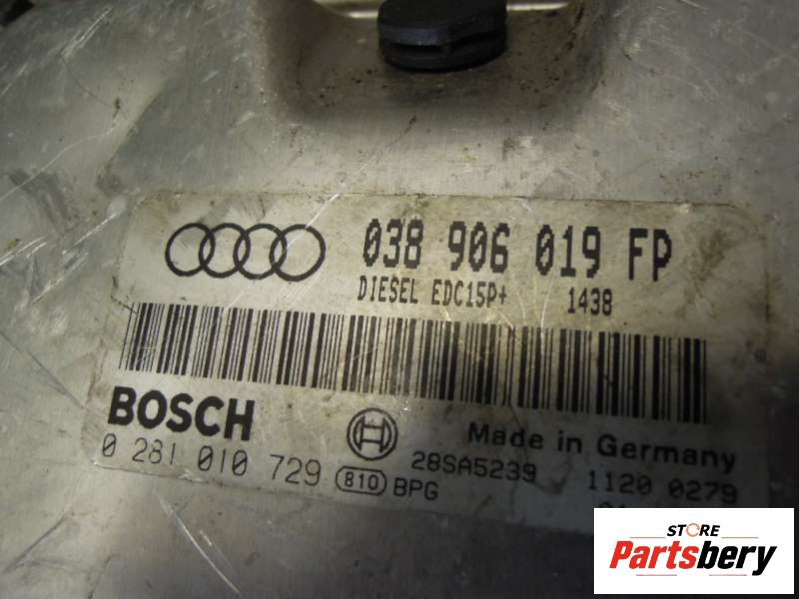 038 906 019 FP
DIESEL EDC15P+ 1438
BOSCH
Made in Germany
0 281 010 729 810 BPG 28SA5239 1120 0279
STORE
Partsbery